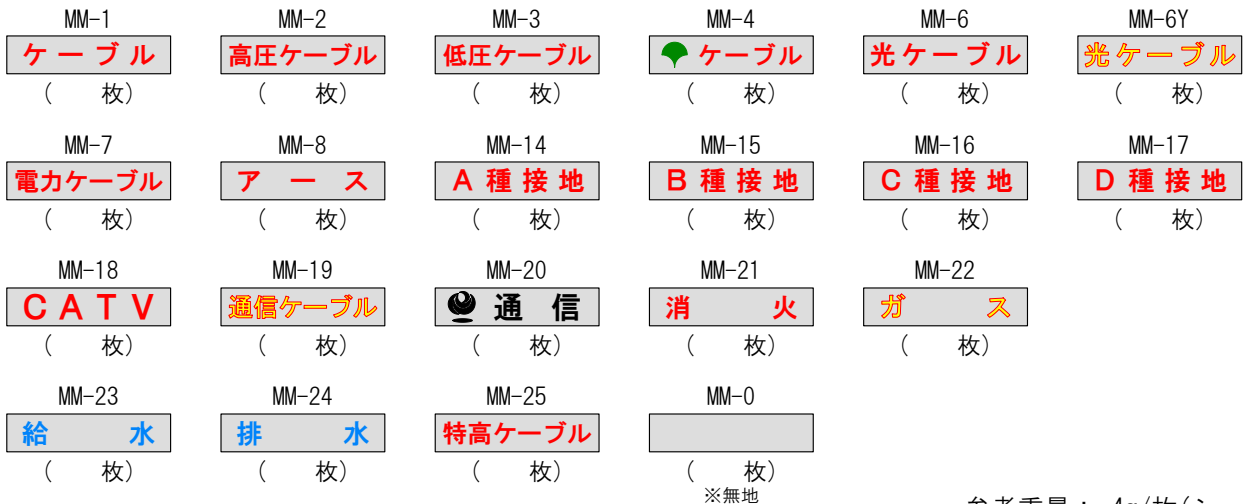 MM-1 MM-2 MM-3 MM-4 MM-6 MM-6Y
ケーブル 高圧ケーブル 低圧ケーブル ケーブル 光ケーブル 光ケーブル
( 枚) ( 枚) ( 枚) ( 枚) ( 枚) ( 枚)
MM-7 MM-8 MM-14 MM-15 MM-16 MM-17
電力ケーブル アース A種接地 B種接地 C種接地 D種接地
( 枚) ( 枚) ( 枚) ( 枚) ( 枚) ( 枚)
MM-18 MM-19 MM-20 MM-21 MM-22
CATV 通信ケーブル 通信 消火 ガス
( 枚) ( 枚) ( 枚) ( 枚) ( 枚)
MM-23 MM-24 MM-25 MM-0
給水 排水 特高ケーブル
( 枚) ( 枚) ( 枚) ( 枚)
※無地